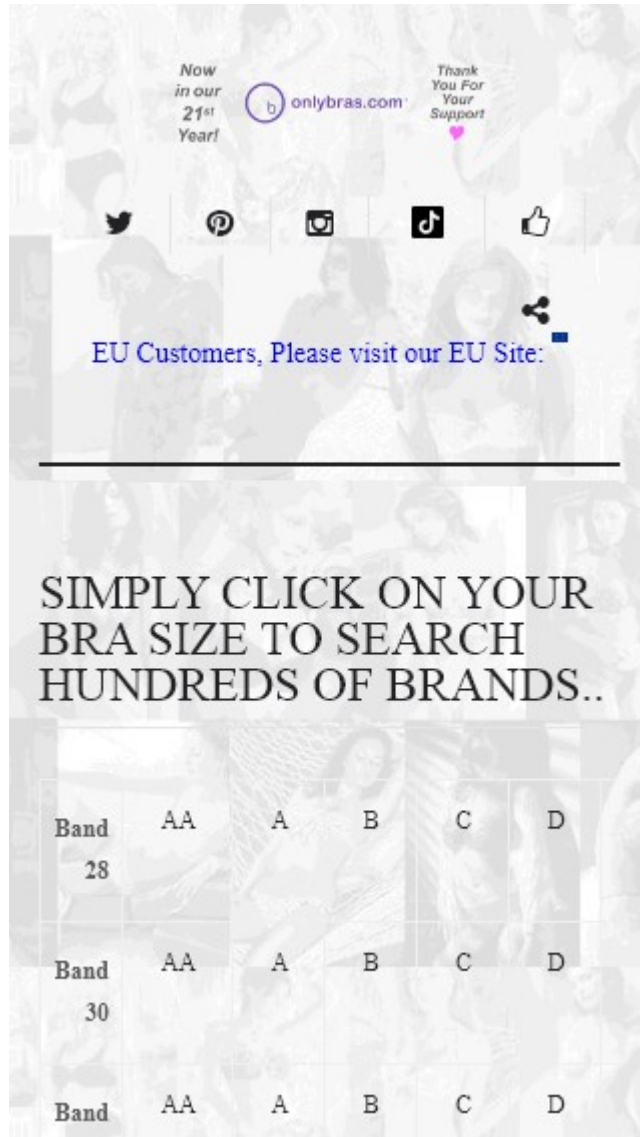 Now
in our
21st
Year!
b
onlybras.com
Thank
You For
Your
Support
EU Customers, Please visit our EU Site:
SIMPLY CLICK ON YOUR
BRA SIZE TO SEARCH
HUNDREDS OF BRANDS..
Band
28
AA A B C D
Band
30
AA A B C D
Band
AA A B C D